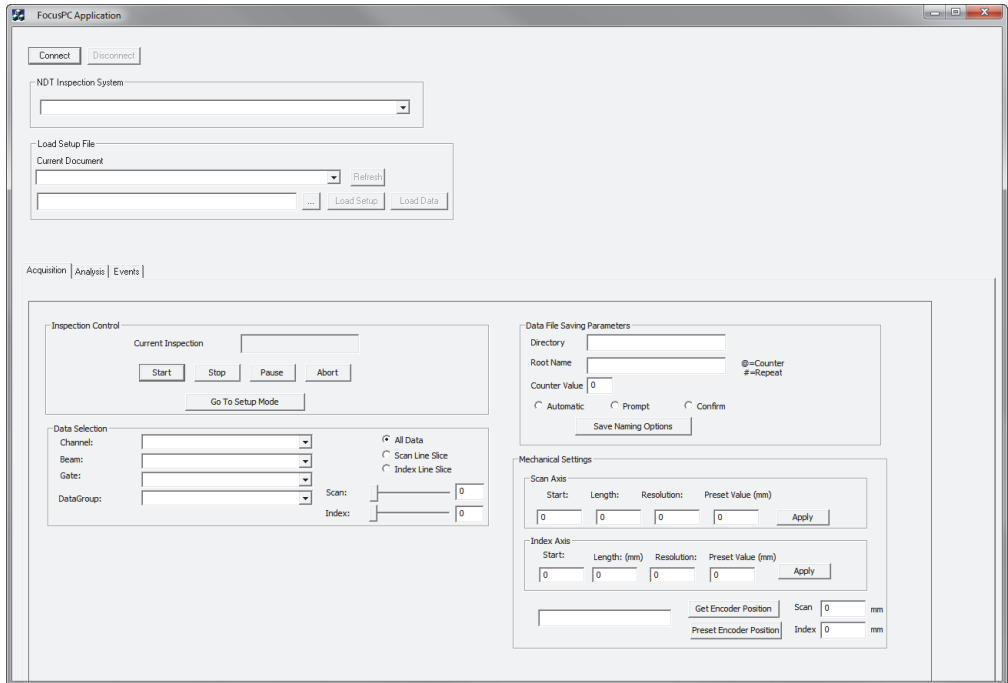 FocusPC Application
Connect Disconnect
NDT Inspection System
Load Setup File
Current Document
Refresh
... Load Setup Load Data
Acquisition Analysis Events
Inspection Control
Current Inspection
Start Stop Pause Abort
Go To Setup Mode
Data Selection
Channel:
Beam:
Gate:
DataGroup:
All Data
Scan Line Slice
Index Line Slice
Scan: 0
Index: 0
Data File Saving Parameters
Directory
Root Name @=Counter
#=Repeat
Counter Value 0
Automatic Prompt Confirm
Save Naming Options
Mechanical Settings
Scan Axis
Start: Length: Resolution: Preset Value (mm)
0 0 0 0 Apply
Index Axis
Start: Length: (mm) Resolution: Preset Value (mm)
0 0 0 0 Apply
Get Encoder Position Scan 0 mm
Preset Encoder Position Index 0 mm